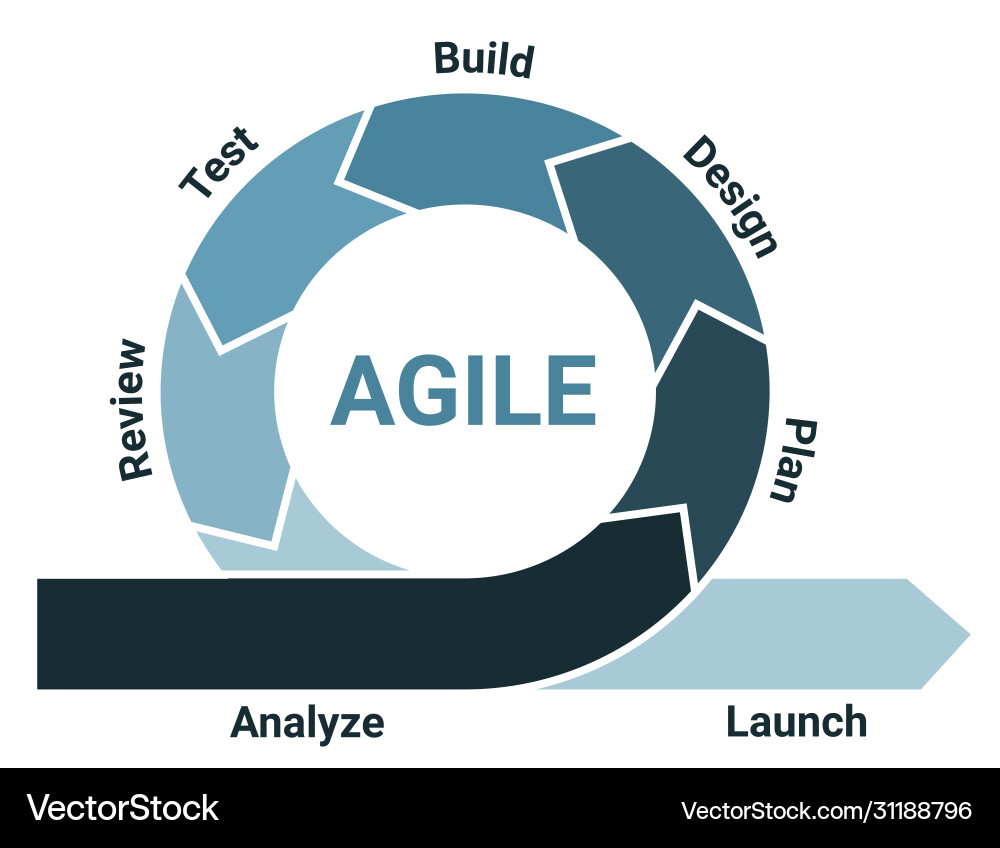 Build
Test
Design
Review
AGILE
Plan
Analyze
Launch
VectorStock
VectorStock.com/31188796